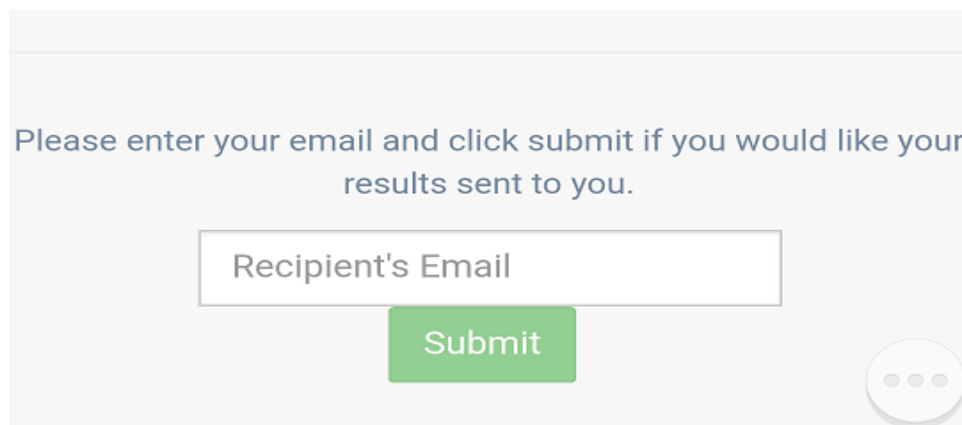 Please enter your email and click submit if you would like your
results sent to you.
Recipient's Email
Submit